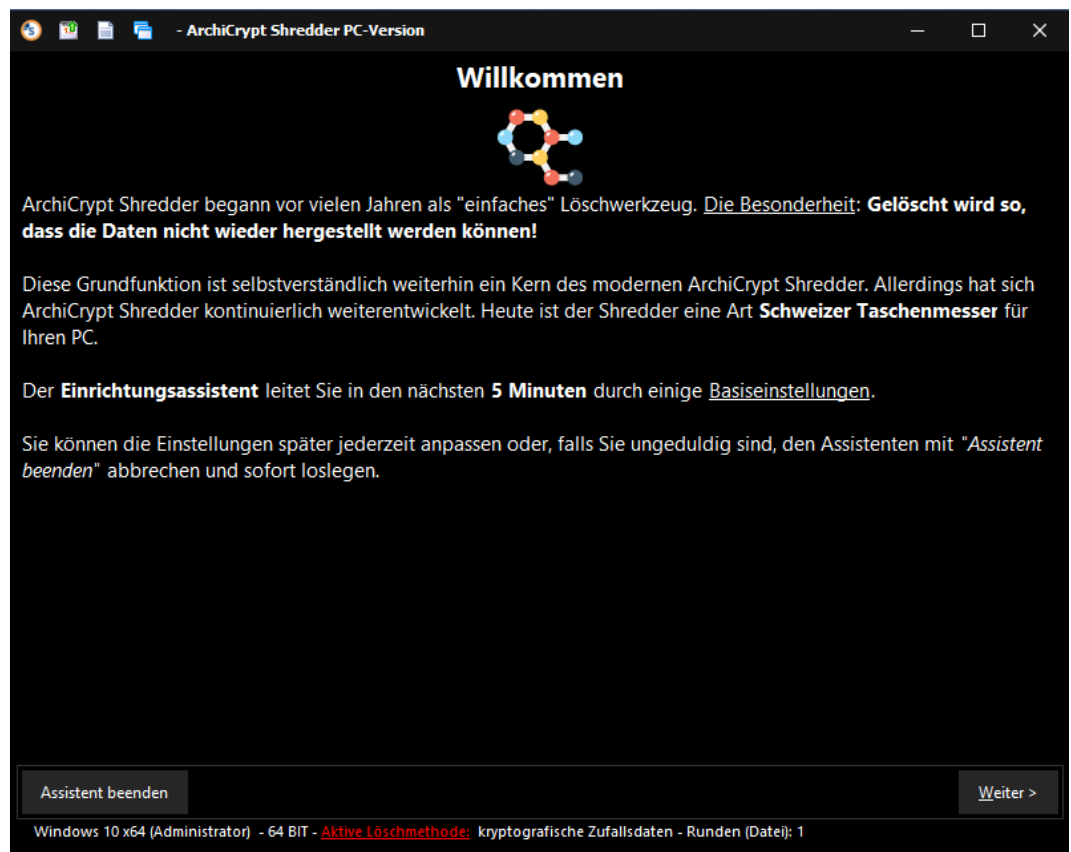 - ArchiCrypt Shredder PC-Version
Willkommen
ArchiCrypt Shredder begann vor vielen Jahren als "einfaches" Löschwerkzeug. Die Besonderheit: Gelöscht wird so,
dass die Daten nicht wieder hergestellt werden können!
Diese Grundfunktion ist selbstverständlich weiterhin ein Kern des modernen ArchiCrypt Shredder. Allerdings hat sich
ArchiCrypt Shredder kontinuierlich weiterentwickelt. Heute ist der Shredder eine Art Schweizer Taschenmesser für
Ihren PC.
Der Einrichtungsassistent leitet Sie in den nächsten 5 Minuten durch einige Basiseinstellungen.
Sie können die Einstellungen später jederzeit anpassen oder, falls Sie ungeduldig sind, den Assistenten mit "Assistent
beenden" abbrechen und sofort loslegen.
Assistent beenden
Weiter >
Windows 10 x64 (Administrator) - 64 BIT - Aktive Löschmethode: kryptografische Zufallsdaten - Runden (Datei): 1